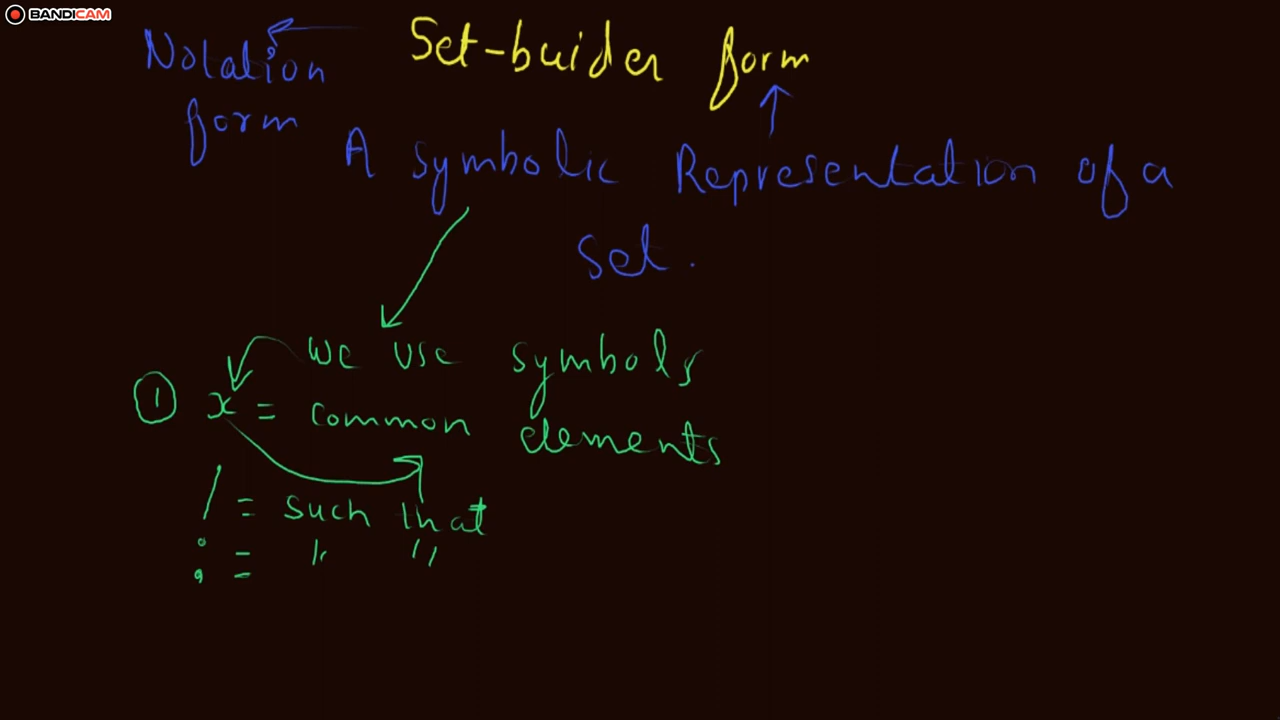 BANDICAM
Set-buider form
Notation
form
A symbolic Representation of a
set.
We use symbols
① x = common elements
/ = such that
: = " "